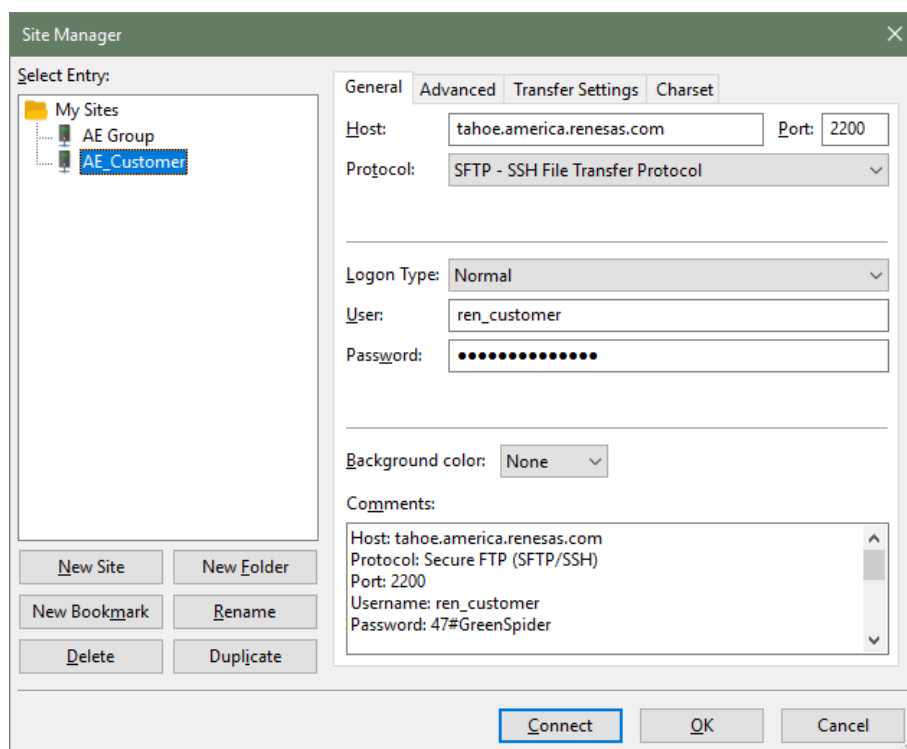 Site Manager
Select Entry:
My Sites
AE Group
AE_Customer
New Site
New Folder
New Bookmark
Rename
Delete
Duplicate
General Advanced Transfer Settings Charset
Host: tahoe.america.renesas.com Port: 2200
Protocol: SFTP - SSH File Transfer Protocol
Logon Type: Normal
User: ren_customer
Password: ●●●●●●●●●●●●●●
Background color: None
Comments:
Host: tahoe.america.renesas.com
Protocol: Secure FTP (SFTP/SSH)
Port: 2200
Username: ren_customer
Password: 47#GreenSpider
Connect OK Cancel